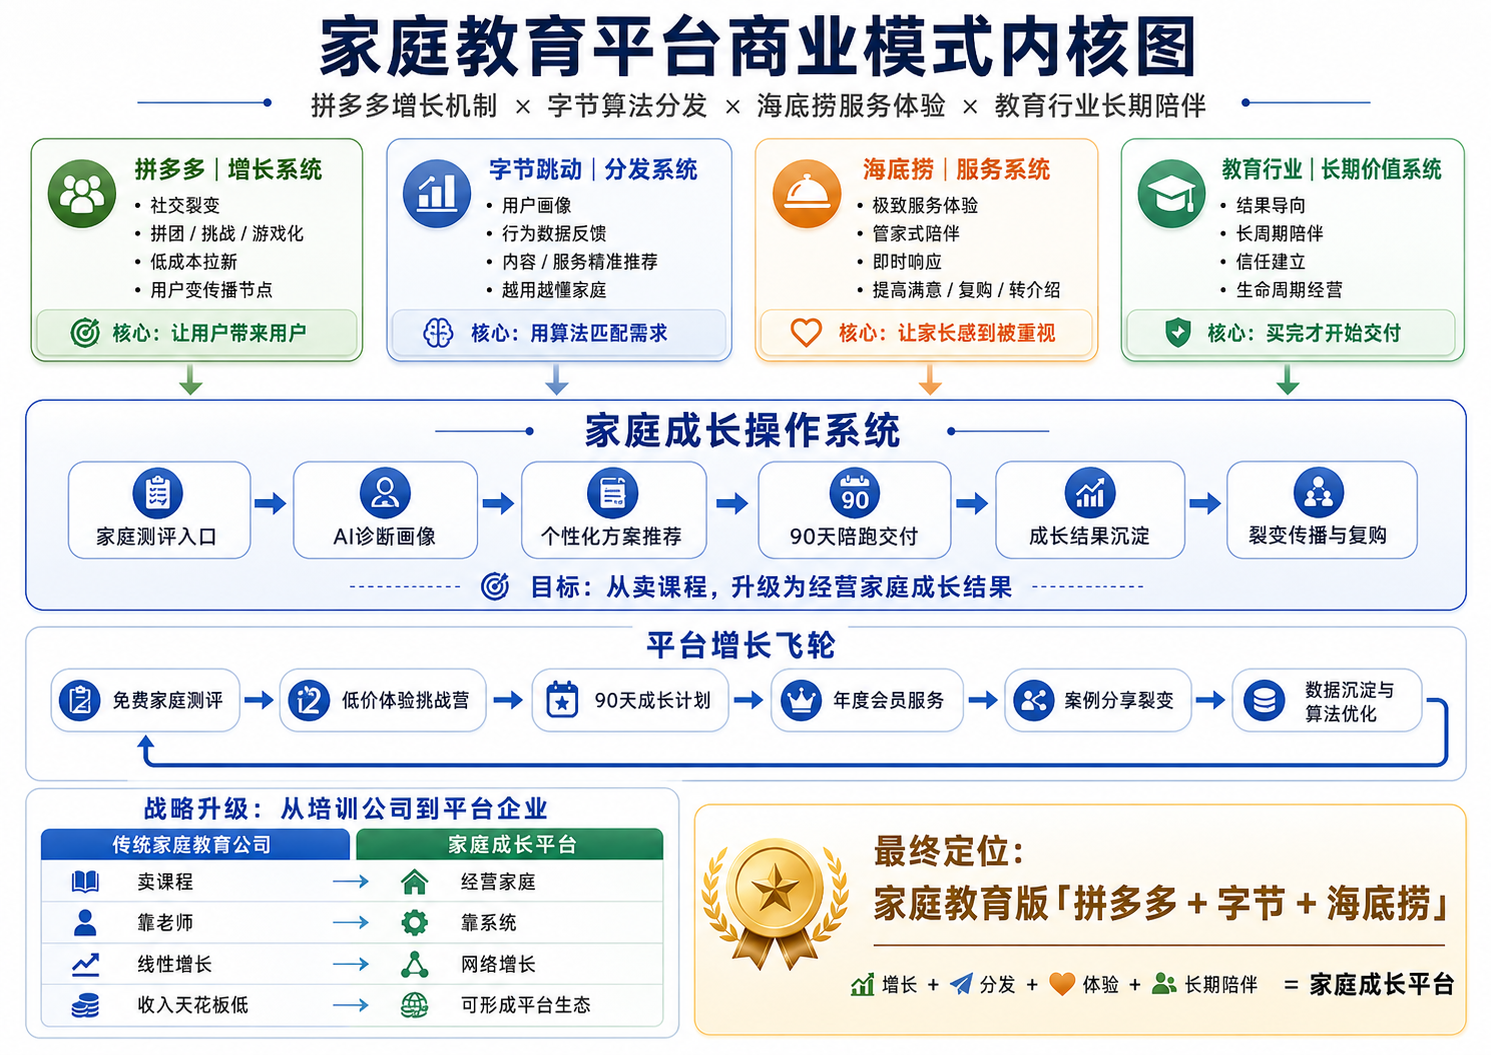 家庭教育平台商业模式内核图
拼多多增长机制 × 字节算法分发 × 海底捞服务体验 × 教育行业长期陪伴
拼多多｜增长系统
• 社交裂变
• 拼团 / 挑战 / 游戏化
• 低成本拉新
• 用户变传播节点
核心：让用户带来用户
字节跳动｜分发系统
• 用户画像
• 行为数据反馈
• 内容 / 服务精准推荐
• 越用越懂家庭
核心：用算法匹配需求
海底捞｜服务系统
• 极致服务体验
• 管家式陪伴
• 即时响应
• 提高满意 / 复购 / 转介绍
核心：让家长感到被重视
教育行业｜长期价值系统
• 结果导向
• 长周期陪伴
• 信任建立
• 生命周期经营
核心：买完才开始交付
家庭成长操作系统
家庭测评入口
AI诊断画像
个性化方案推荐
90
90天陪跑交付
成长结果沉淀
裂变传播与复购
目标：从卖课程，升级为经营家庭成长结果
平台增长飞轮
免费家庭测评
低价体验挑战营
90天成长计划
年度会员服务
案例分享裂变
数据沉淀与
算法优化
战略升级：从培训公司到平台企业
传统家庭教育公司
家庭成长平台
卖课程
经营家庭
靠老师
靠系统
线性增长
网络增长
收入天花板低
可形成平台生态
最终定位：
家庭教育版「拼多多 + 字节 + 海底捞」
增长 + 分发 + 体验 + 长期陪伴 = 家庭成长平台